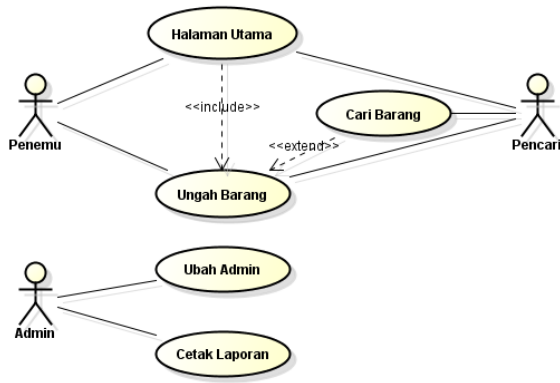 Halaman Utama
<<include>>
Cari Barang
Penemu
Pencari
<<extend>>
Ungah Barang
Ubah Admin
Admin
Cetak Laporan